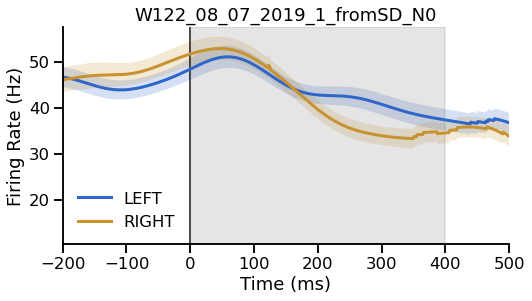 W122_08_07_2019_1_fromSD_N0
50
40
30
20
Firing Rate (Hz)
LEFT
RIGHT
−200 −100 0 100 200 300 400 500
Time (ms)